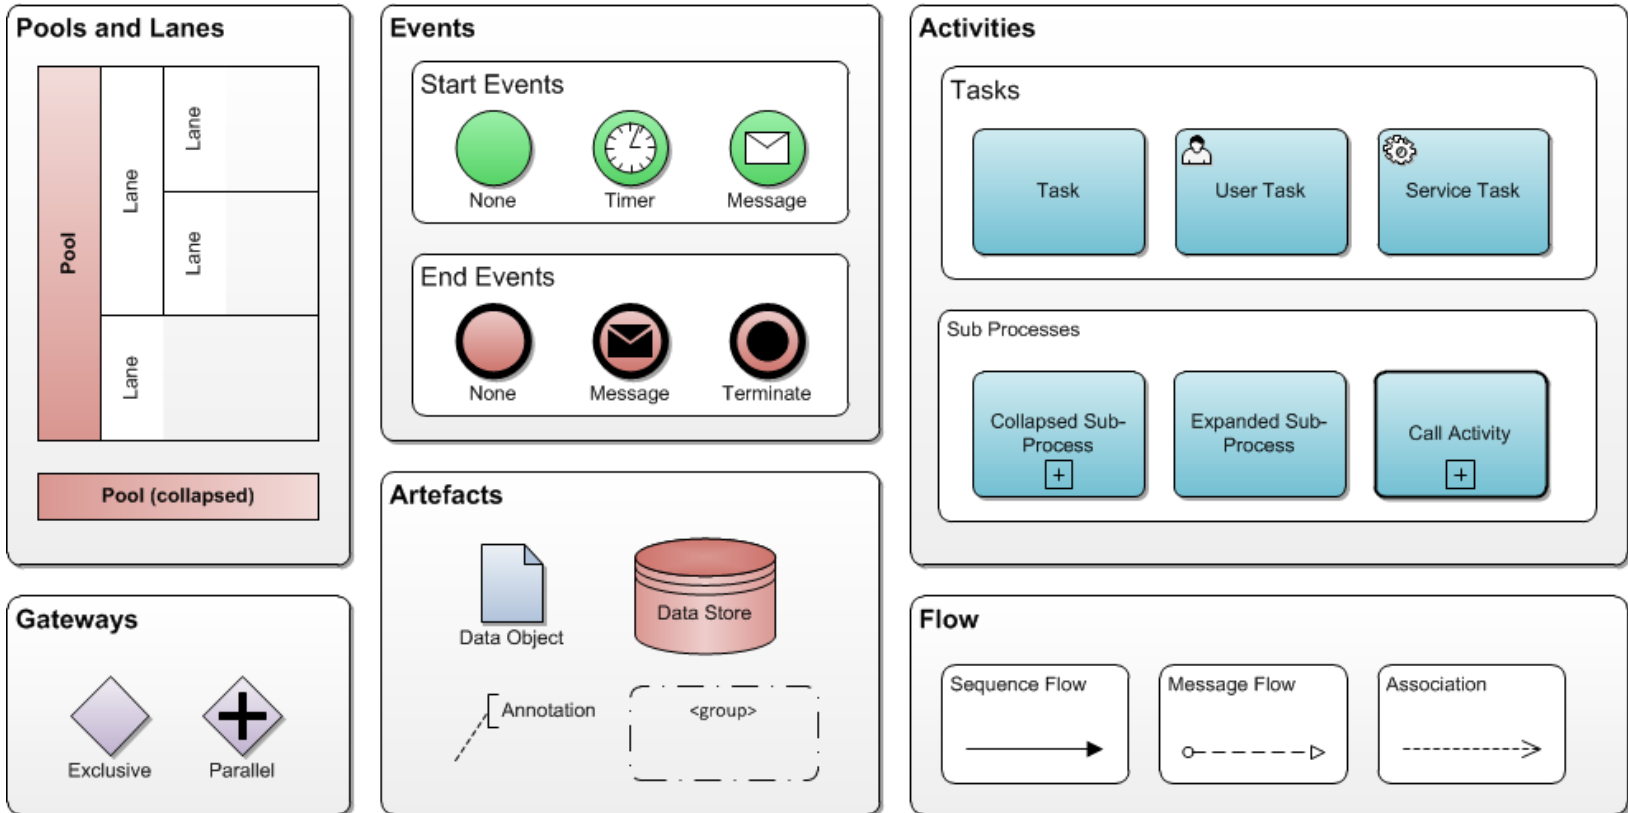 Pools and Lanes
Pool
Lane
Lane
Lane
Lane
Pool (collapsed)
Gateways
Exclusive
Parallel
Events
Start Events
None
Timer
Message
End Events
None
Message
Terminate
Artefacts
Data Object
Data Store
Annotation
<group>
Activities
Tasks
Task
User Task
Service Task
Sub Processes
Collapsed Sub-
Process
Expanded Sub-
Process
Call Activity
Flow
Sequence Flow
Message Flow
Association